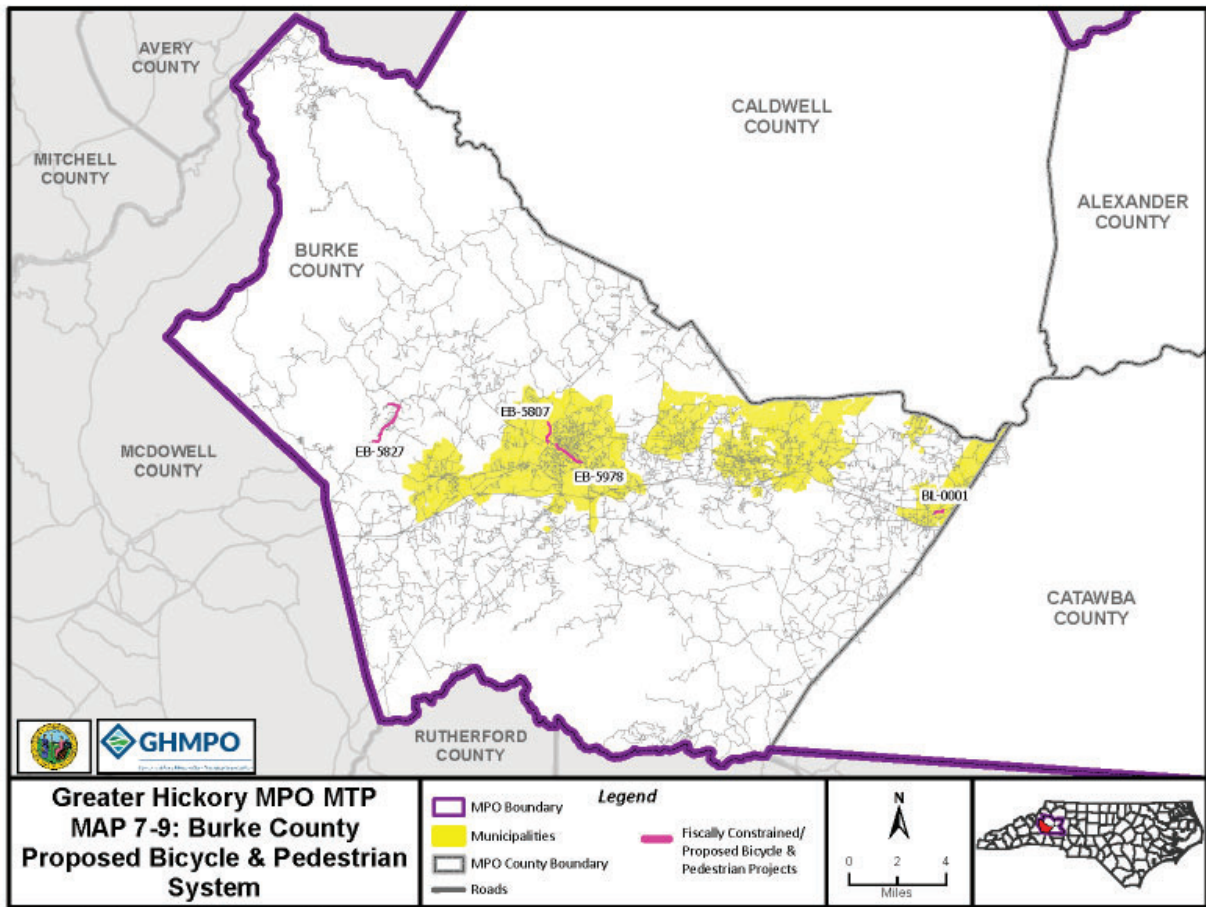 AVERY
COUNTY
CALDWELL
COUNTY
MITCHELL
COUNTY
ALEXANDER
COUNTY
BURKE
COUNTY
EB-5807
EB-5827
MCDOWELL
COUNTY
EB-5978
BL-0001
CATAWBA
COUNTY
RUTHERFORD
COUNTY
GHMPO
Greater Hickory MPO MTP
MAP 7-9: Burke County
Proposed Bicycle & Pedestrian
System
Legend
MPO Boundary
Municipalities
MPO County Boundary
Roads
Fiscally Constrained/
Proposed Bicycle &
Pedestrian Projects
N
0 2 4
Miles